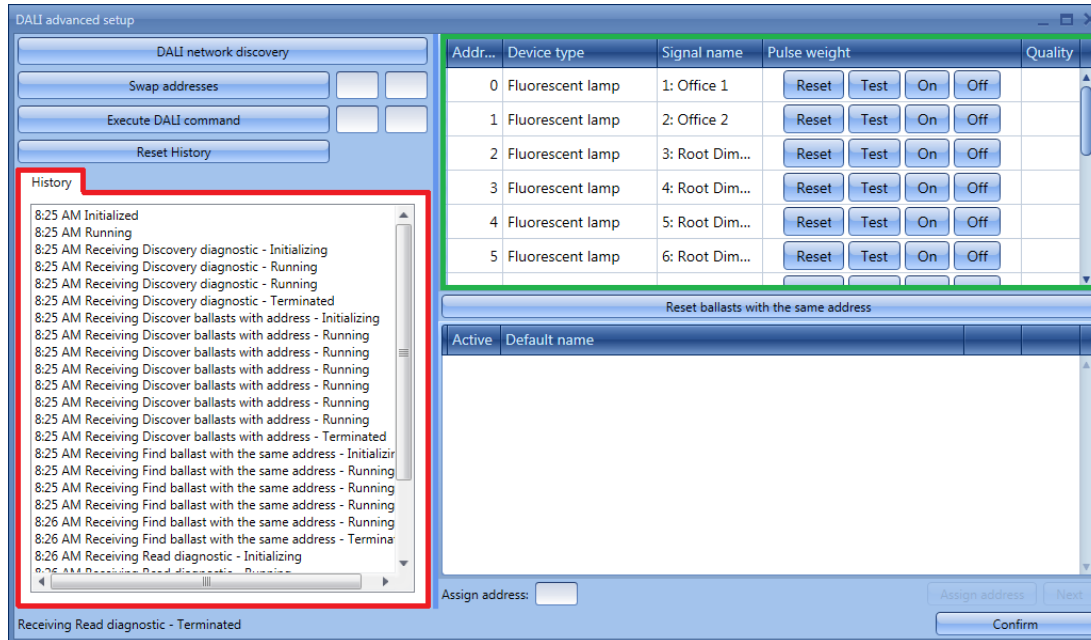 DALI advanced setup
DALI network discovery
Swap addresses
Execute DALI command
Reset History
History
8:25 AM Initialized
8:25 AM Running
8:25 AM Receiving Discovery diagnostic - Initializing
8:25 AM Receiving Discovery diagnostic - Running
8:25 AM Receiving Discovery diagnostic - Running
8:25 AM Receiving Discovery diagnostic - Terminated
8:25 AM Receiving Discover ballasts with address - Initializing
8:25 AM Receiving Discover ballasts with address - Running
8:25 AM Receiving Discover ballasts with address - Running
8:25 AM Receiving Discover ballasts with address - Running
8:25 AM Receiving Discover ballasts with address - Running
8:25 AM Receiving Discover ballasts with address - Running
8:25 AM Receiving Discover ballasts with address - Running
8:25 AM Receiving Discover ballasts with address - Terminated
8:25 AM Receiving Find ballast with the same address - Initializir
8:25 AM Receiving Find ballast with the same address - Running
8:25 AM Receiving Find ballast with the same address - Running
8:25 AM Receiving Find ballast with the same address - Running
8:26 AM Receiving Find ballast with the same address - Running
8:26 AM Receiving Find ballast with the same address - Termina
8:26 AM Receiving Read diagnostic - Initializing
8:26 AM Receiving Read diagnostic - Running
Receiving Read diagnostic - Terminated
Addr... Device type Signal name Pulse weight Quality
0 Fluorescent lamp 1: Office 1 Reset Test On Off
1 Fluorescent lamp 2: Office 2 Reset Test On Off
2 Fluorescent lamp 3: Root Dim... Reset Test On Off
3 Fluorescent lamp 4: Root Dim... Reset Test On Off
4 Fluorescent lamp 5: Root Dim... Reset Test On Off
5 Fluorescent lamp 6: Root Dim... Reset Test On Off
Reset ballasts with the same address
Active Default name
Assign address: Assign address Next
Confirm